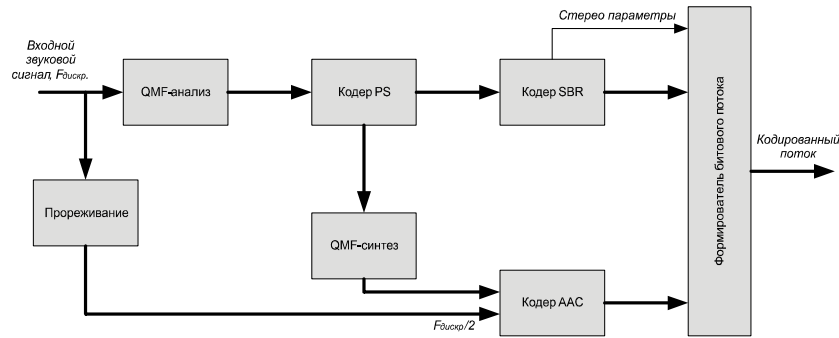 Стерео параметры
Входной
звуковой
сигнал, Fдискр.
QMF-анализ
Кодер PS
Кодер SBR
Формирователь битового потока
Кодированный
поток
Прореживание
QMF-синтез
Кодер AAC
Fдискр/2